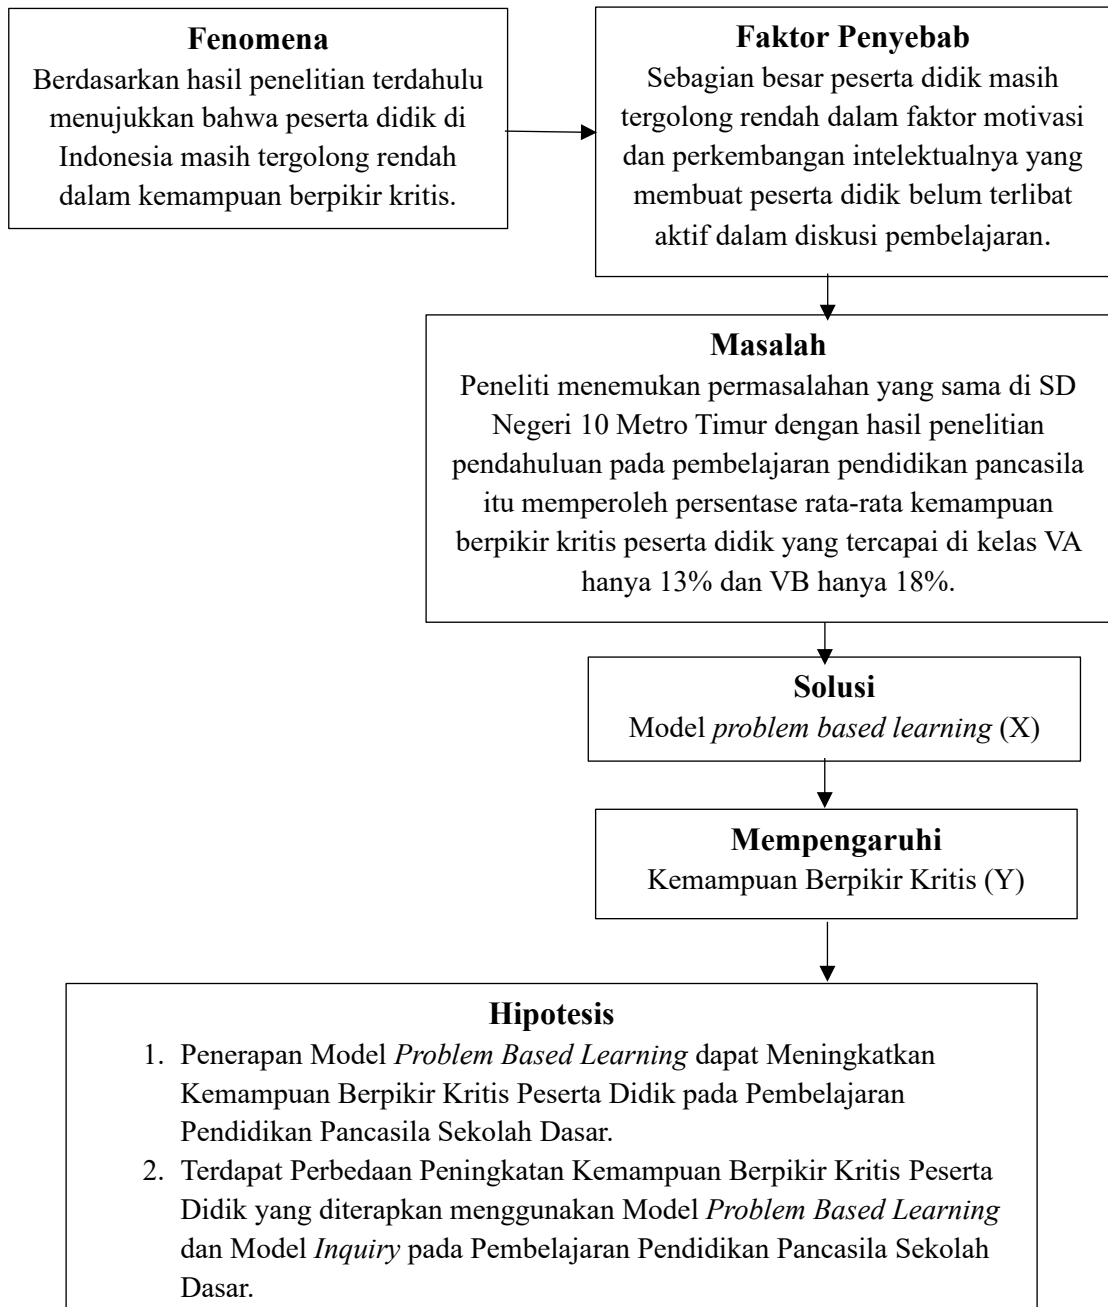 Fenomena
Berdasarkan hasil penelitian terdahulu
menujukkan bahwa peserta didik di
Indonesia masih tergolong rendah
dalam kemampuan berpikir kritis.
Faktor Penyebab
Sebagian besar peserta didik masih
tergolong rendah dalam faktor motivasi
dan perkembangan intelektualnya yang
membuat peserta didik belum terlibat
aktif dalam diskusi pembelajaran.
Masalah
Peneliti menemukan permasalahan yang sama di SD
Negeri 10 Metro Timur dengan hasil penelitian
pendahuluan pada pembelajaran pendidikan pancasila
itu memperoleh persentase rata-rata kemampuan
berpikir kritis peserta didik yang tercapai di kelas VA
hanya 13% dan VB hanya 18%.
Solusi
Model problem based learning (X)
Mempengaruhi
Kemampuan Berpikir Kritis (Y)
Hipotesis
1. Penerapan Model Problem Based Learning dapat Meningkatkan
Kemampuan Berpikir Kritis Peserta Didik pada Pembelajaran
Pendidikan Pancasila Sekolah Dasar.
2. Terdapat Perbedaan Peningkatan Kemampuan Berpikir Kritis Peserta
Didik yang diterapkan menggunakan Model Problem Based Learning
dan Model Inquiry pada Pembelajaran Pendidikan Pancasila Sekolah
Dasar.